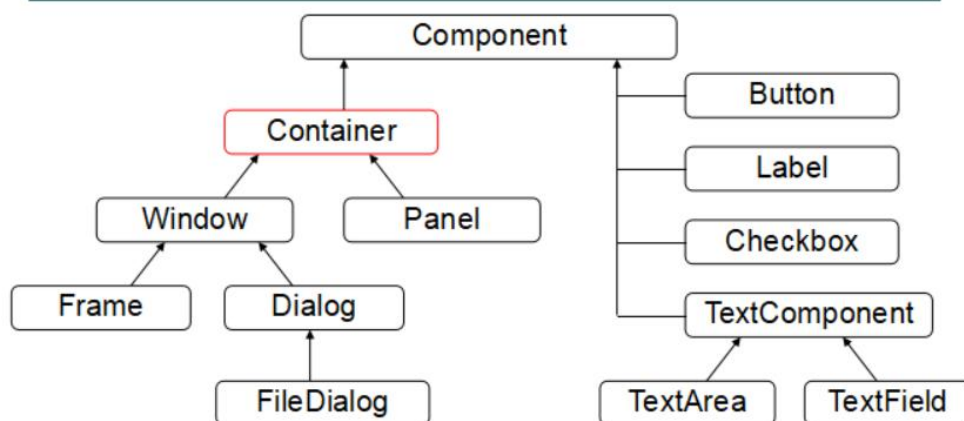 Component
Button
Container
Label
Window
Panel
Checkbox
Frame
Dialog
TextComponent
FileDialog
TextArea
TextField